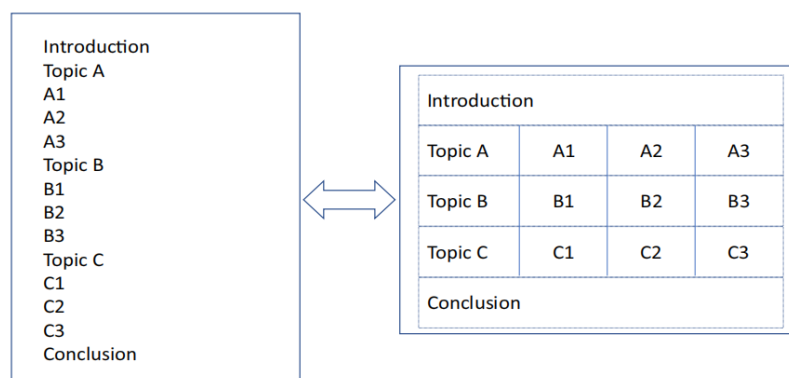 Introduction
Topic A
A1
A2
A3
Topic B
B1
B2
B3
Topic C
C1
C2
C3
Conclusion
Introduction
Topic A A1 A2 A3
Topic B B1 B2 B3
Topic C C1 C2 C3
Conclusion